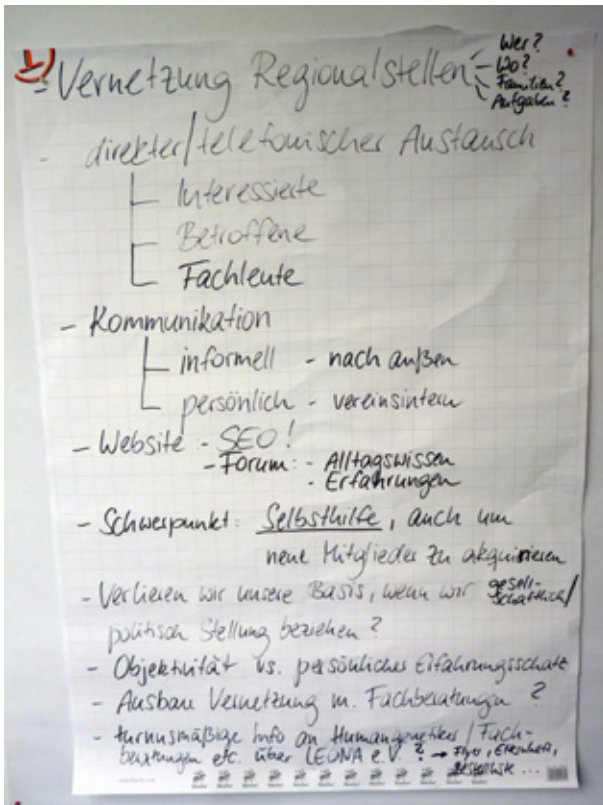 1)
- Vernetzung Regionalstellen - Wer?
- Wo?
- Familien?
- Aufgaben?
- direkter/telefonischer Austausch
Interessierte
Betroffene
Fachleute
- Kommunikation
informell - nach außen
persönlich - vereinsintern
- Website - SEO!
- Forum: - Alltagswissen
- Erfahrungen
- Schwerpunkt: Selbsthilfe, auch um
neue Mitglieder zu akquirieren
- Verlieren wir unsere Basis, wenn wir gesell-
schaftlich/
politisch Stellung beziehen?
- Objektivität vs. persönlicher Erfahrungsschatz
- Ausbau Vernetzung m. Fachberatungen ?
- turnusmäßige Info an Humangenetiker / Fach-
beratungen etc. über LEONA e.V. ? → Flyer, Elternheft,